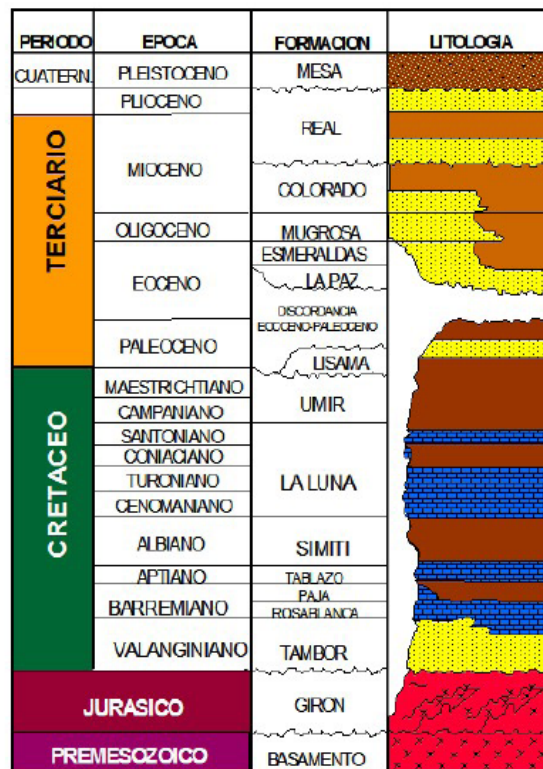 PERIODO EPOCA FORMACION LITOLOGIA
CUATERN. PLEISTOCENO MESA
PLIOCENO
REAL
TERCIARIO
MIOCENO
COLORADO
OLIGOCENO MUGROSA
ESMERALDAS
EOCENO
LA PAZ
DISCORDANCIA
EOCENO-PALEOCENO
PALEOCENO
LISAMA
CRETACEO
MAESTRICHTIANO
UMIR
CAMPANIANO
SANTONIANO
CONIACIANO
TURONIANO
LA LUNA
CENOMANIANO
ALBIANO SIMITI
APTIANO TABLAZO
PAJA
BARREMIANO
ROSABLANCA
VALANGINIANO TAMBOR
JURASICO GIRON
PREMESOZOICO BASAMENTO